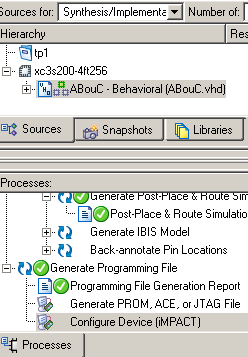 Sources for: Synthesis/Implementa Number of:
Hierarchy Res
tp1
xc3s200-4ft256
ABouC - Behavioral (ABouC.vhd)
Sources Snapshots Libraries
Processes:
Generate Post-Place & Route Sim
Post-Place & Route Simulatio
Generate IBIS Model
Back-annotate Pin Locations
Generate Programming File
Programming File Generation Report
Generate PROM, ACE, or JTAG File
Configure Device (iMPACT)
Processes